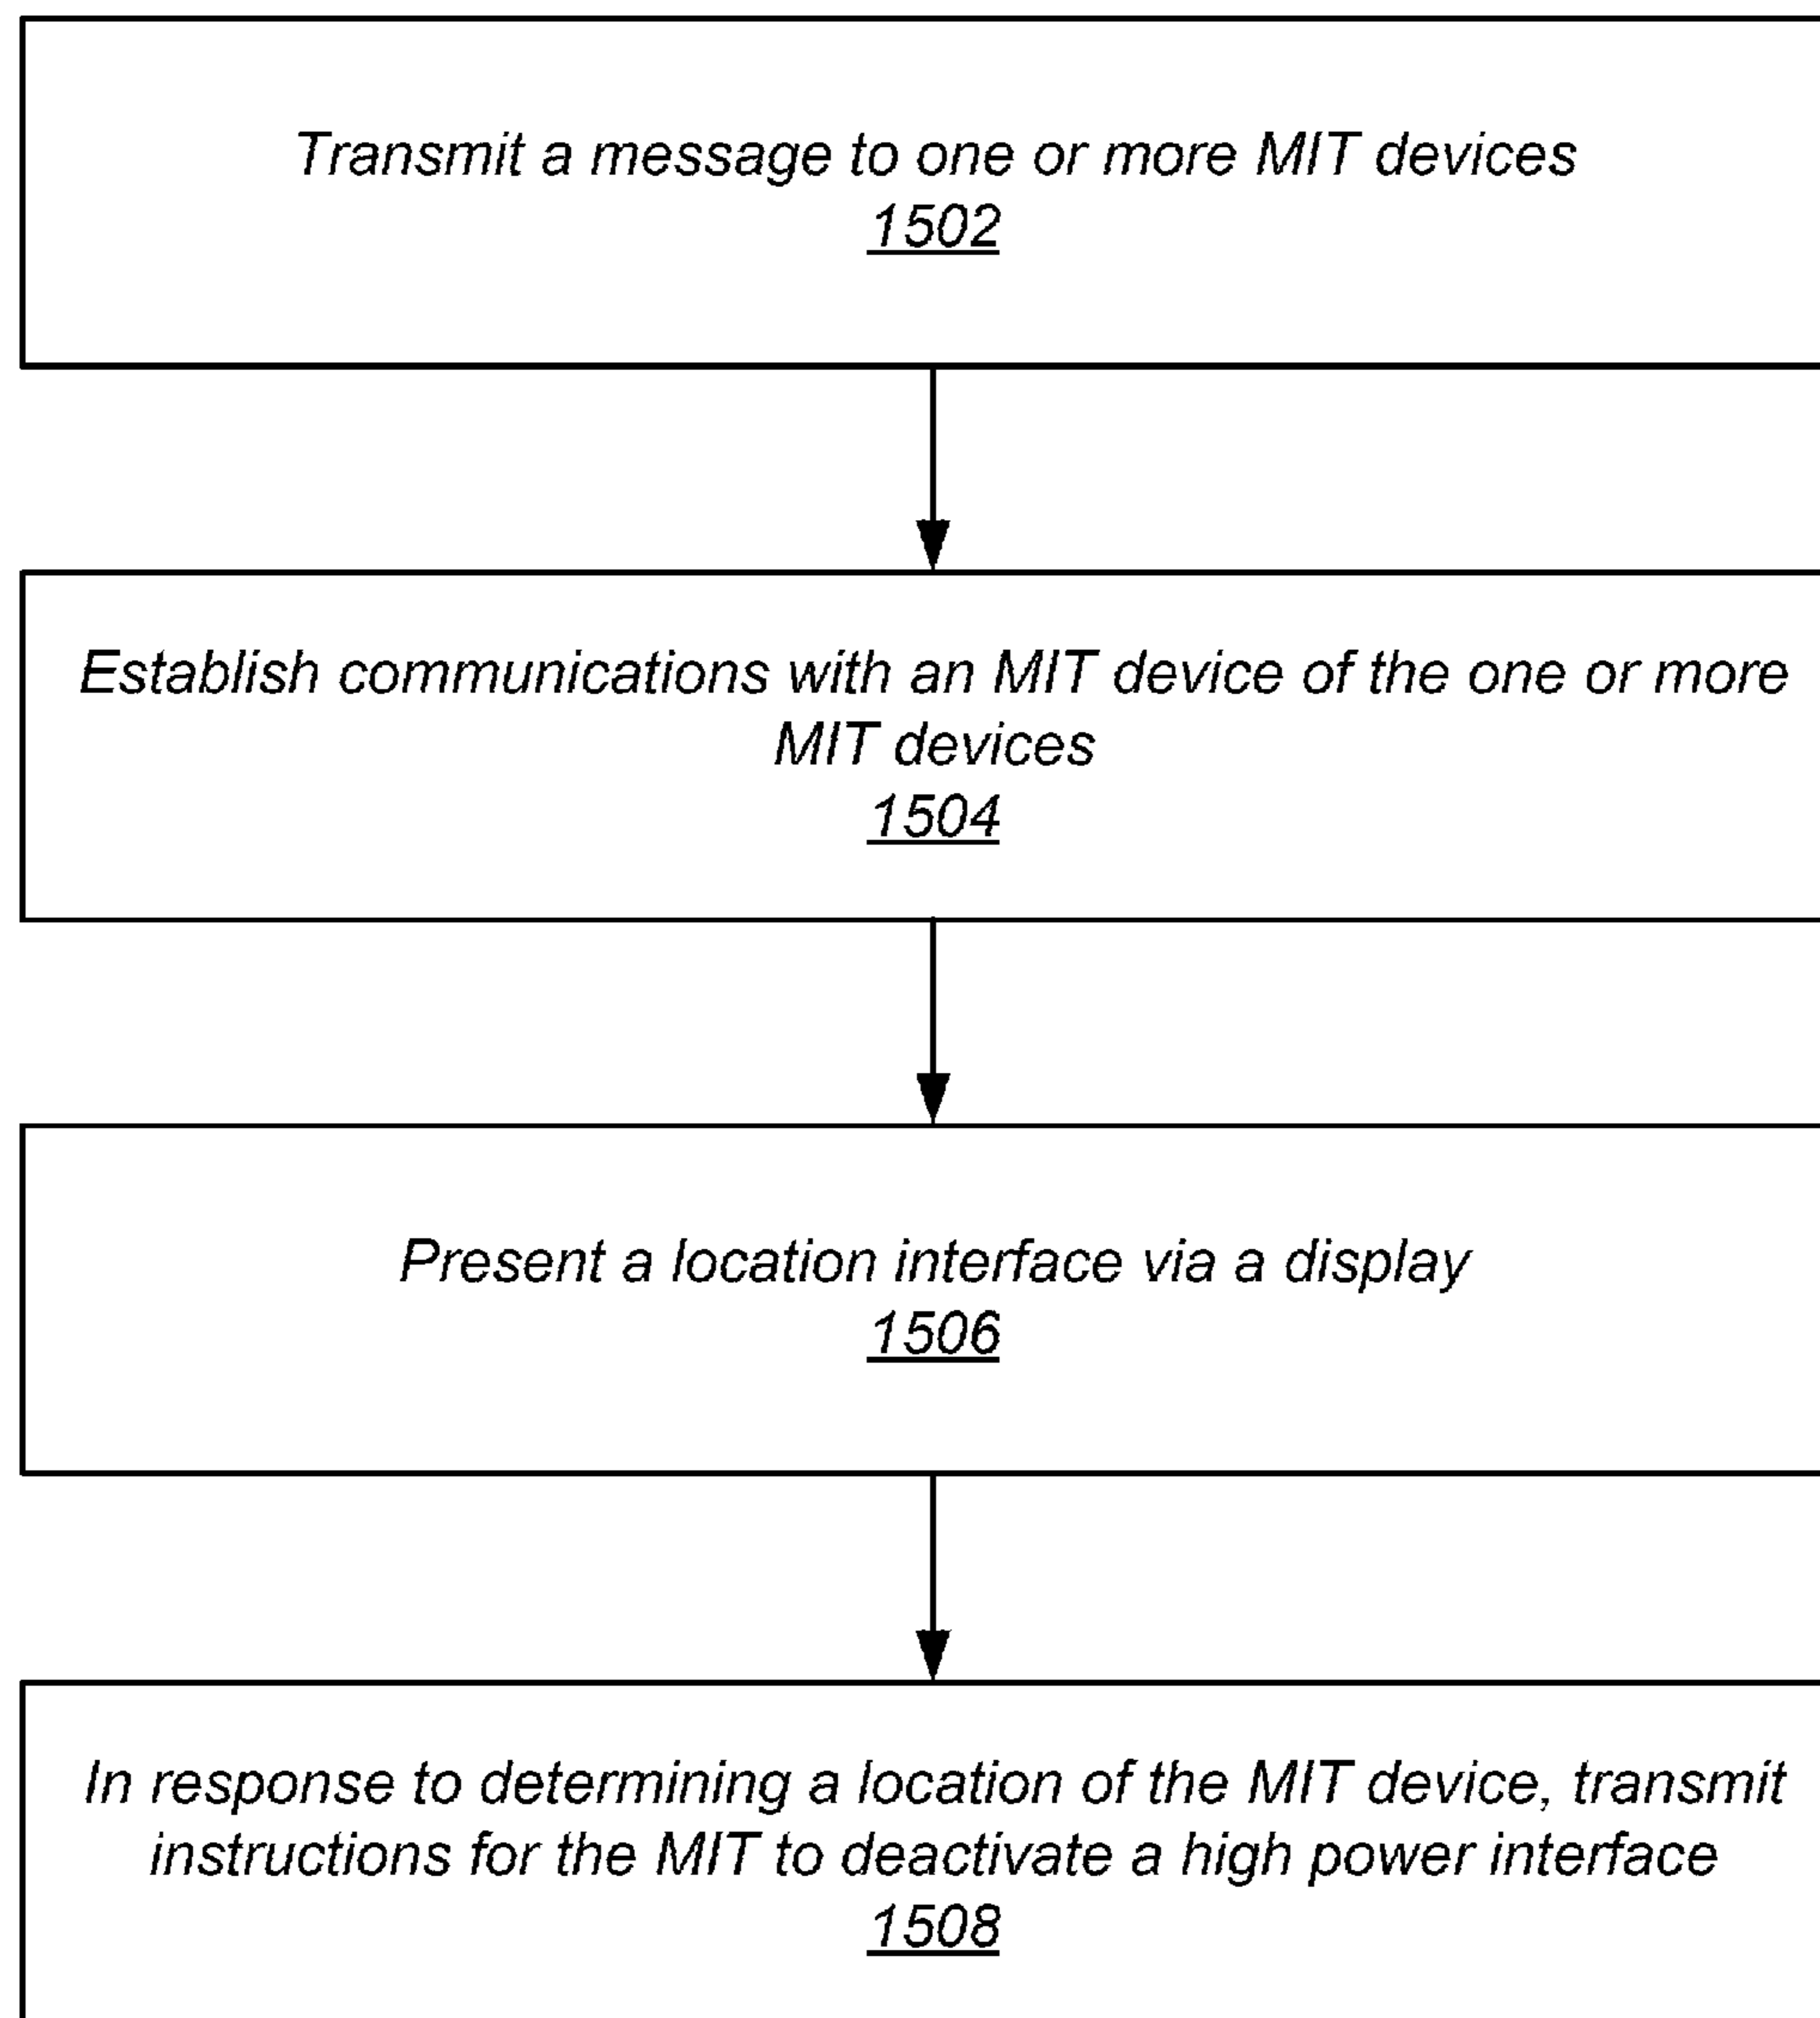 Transmit a message to one or more MIT devices
1502
Establish communications with an MIT device of the one or more
MIT devices
1504
Present a location interface via a display
1506
In response to determining a location of the MIT device, transmit
instructions for the MIT to deactivate a high power interface
1508